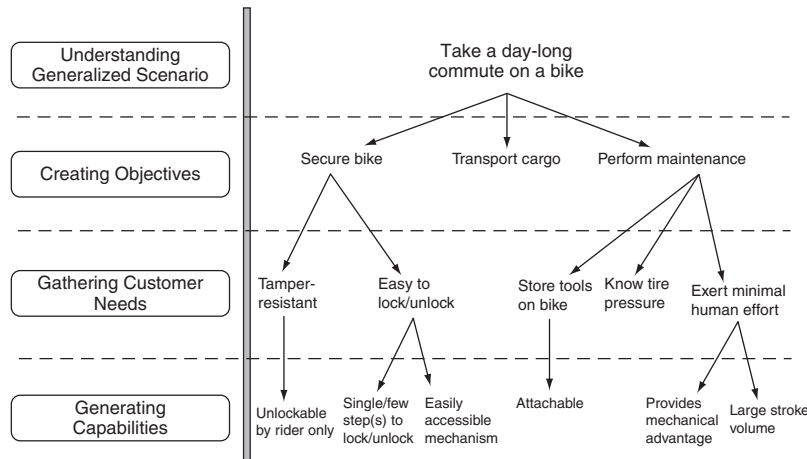 Understanding
Generalized Scenario
Take a day-long
commute on a bike
Creating Objectives
Secure bike
Transport cargo
Perform maintenance
Gathering Customer
Needs
Tamper-
resistant
Easy to
lock/unlock
Store tools
on bike
Know tire
pressure
Exert minimal
human effort
Generating
Capabilities
Unlockable
by rider only
Single/few
step(s) to
lock/unlock
Easily
accessible
mechanism
Attachable
Provides
mechanical
advantage
Large stroke
volume